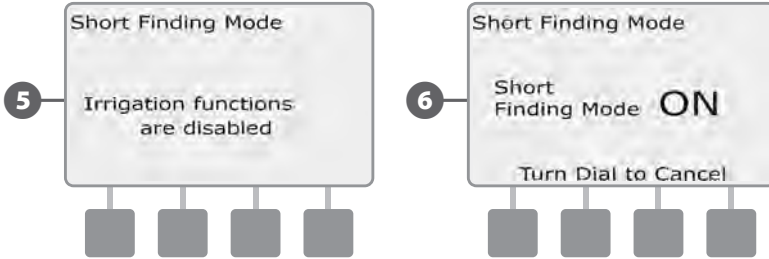 Short Finding Mode
5
Irrigation functions
are disabled
Short Finding Mode
6
Short
Finding Mode ON
Turn Dial to Cancel